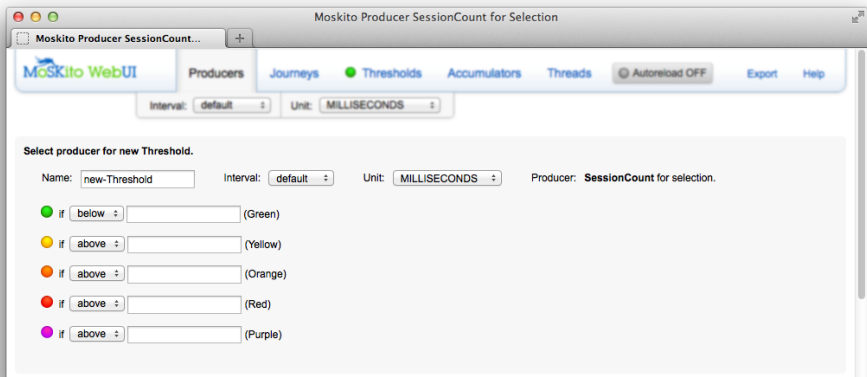 Moskito Producer SessionCount for Selection
Moskito Producer SessionCount...
MoSKito WebUI Producers Journeys Thresholds Accumulators Threads Autoreload OFF Export Help
Interval: default Unit: MILLISECONDS
Select producer for new Threshold.
Name: new-Threshold Interval: default Unit: MILLISECONDS Producer: SessionCount for selection.
if below (Green)
if above (Yellow)
if above (Orange)
if above (Red)
if above (Purple)